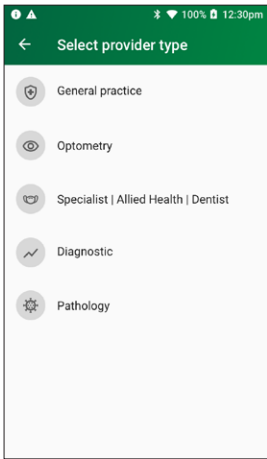 100% 12:30pm
Select provider type
General practice
Optometry
Specialist | Allied Health | Dentist
Diagnostic
Pathology